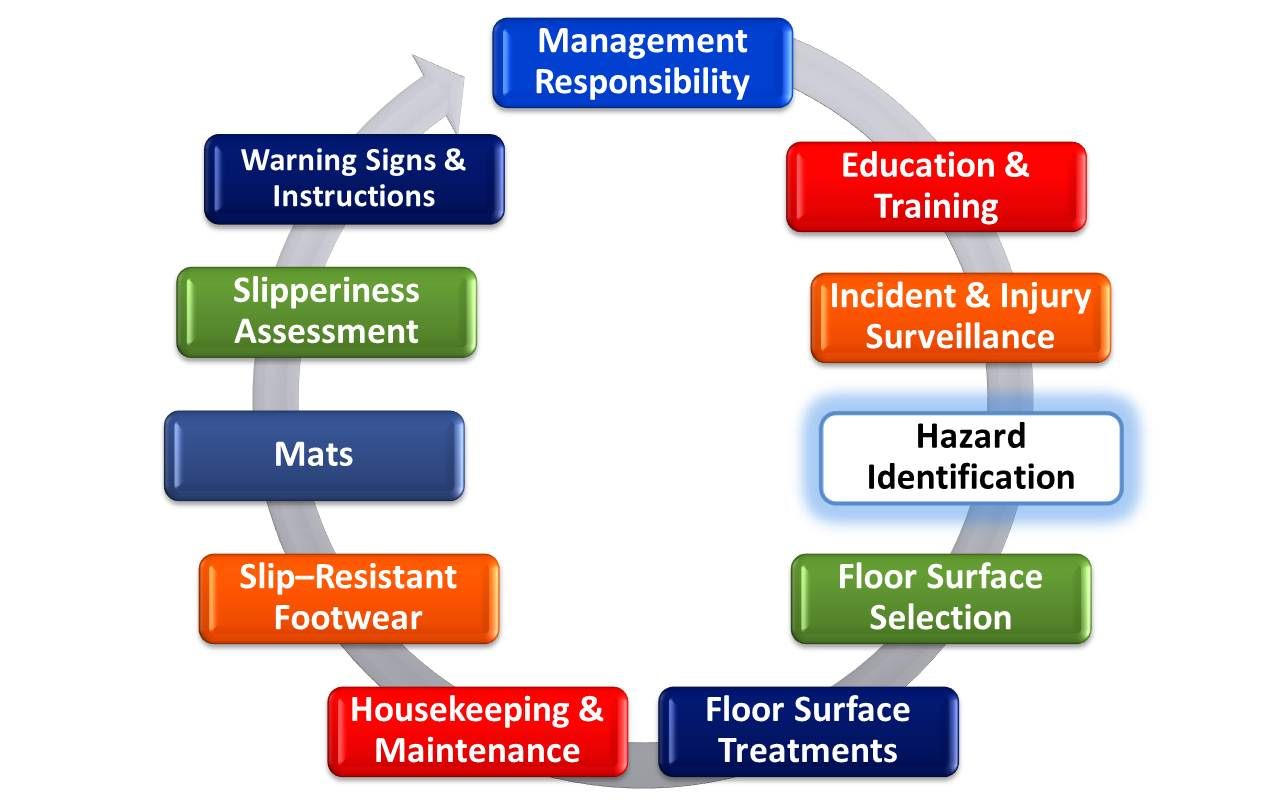 Management
Responsibility
Education &
Training
Incident & Injury
Surveillance
Hazard
Identification
Floor Surface
Selection
Floor Surface
Treatments
Housekeeping &
Maintenance
Slip–Resistant
Footwear
Mats
Slipperiness
Assessment
Warning Signs &
Instructions